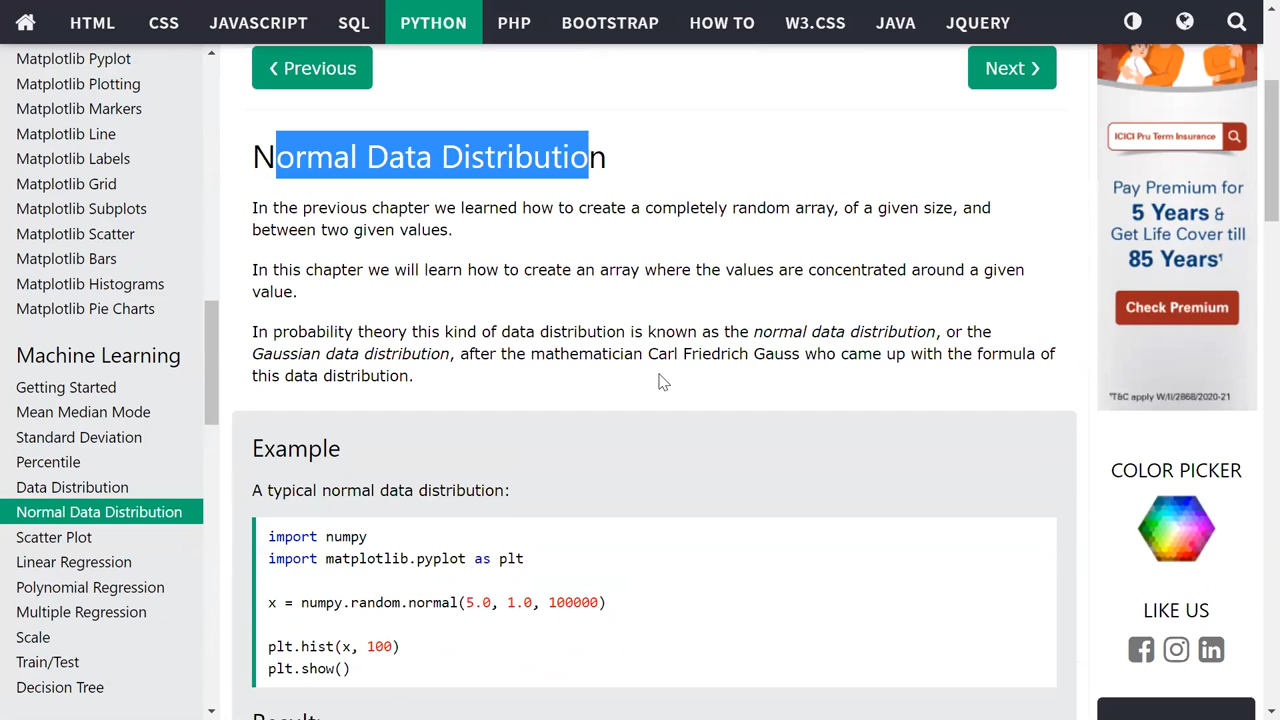 HTML CSS JAVASCRIPT SQL PYTHON PHP BOOTSTRAP HOW TO W3.CSS JAVA JQUERY
Matplotlib Pyplot
Matplotlib Plotting
Matplotlib Markers
Matplotlib Line
Matplotlib Labels
Matplotlib Grid
Matplotlib Subplots
Matplotlib Scatter
Matplotlib Bars
Matplotlib Histograms
Matplotlib Pie Charts
Machine Learning
Getting Started
Mean Median Mode
Standard Deviation
Percentile
Data Distribution
Normal Data Distribution
Scatter Plot
Linear Regression
Polynomial Regression
Multiple Regression
Scale
Train/Test
Decision Tree
❮ Previous
Next ❯
Normal Data Distribution
In the previous chapter we learned how to create a completely random array, of a given size, and
between two given values.
In this chapter we will learn how to create an array where the values are concentrated around a given
value.
In probability theory this kind of data distribution is known as the normal data distribution, or the
Gaussian data distribution, after the mathematician Carl Friedrich Gauss who came up with the formula of
this data distribution.
Example
A typical normal data distribution:
import numpy
import matplotlib.pyplot as plt
x = numpy.random.normal(5.0, 1.0, 100000)
plt.hist(x, 100)
plt.show()
Result:
ICICI Pru Term Insurance
Pay Premium for
5 Years &
Get Life Cover till
85 Years¹
Check Premium
¹T&C apply W/II/2868/2020-21
COLOR PICKER
LIKE US